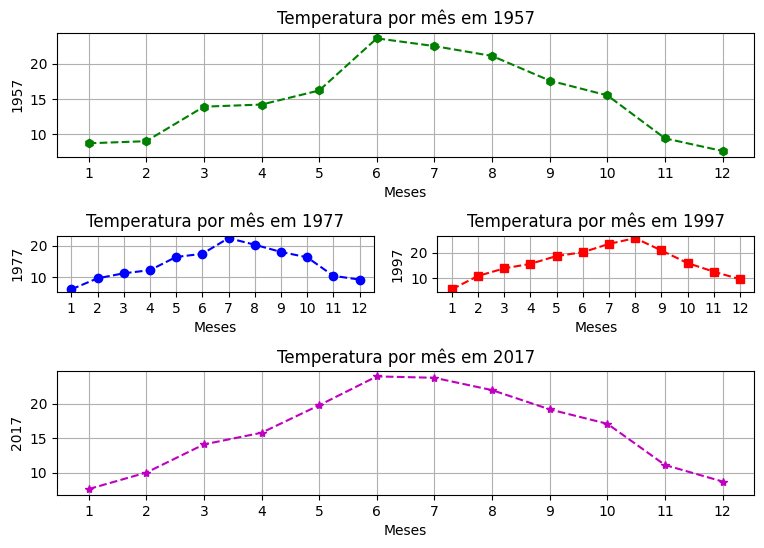 Temperatura por mês em 1957
1957
20
15
10
1 2 3 4 5 6 7 8 9 10 11 12
Meses
Temperatura por mês em 1977
1977
20
10
1 2 3 4 5 6 7 8 9 10 11 12
Meses
Temperatura por mês em 1997
1997
20
10
1 2 3 4 5 6 7 8 9 10 11 12
Meses
Temperatura por mês em 2017
2017
20
15
10
1 2 3 4 5 6 7 8 9 10 11 12
Meses